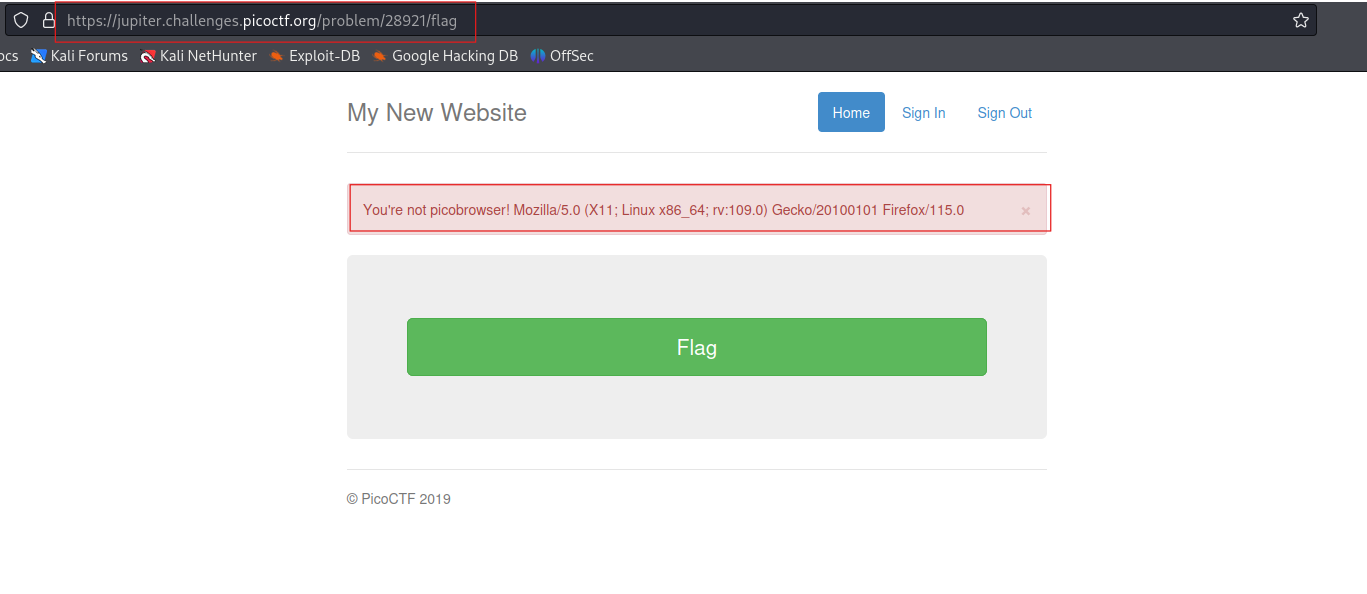 https://jupiter.challenges.picoctf.org/problem/28921/flag
ocs Kali Forums Kali NetHunter Exploit-DB Google Hacking DB OffSec
My New Website Home Sign In Sign Out
You're not picobrowser! Mozilla/5.0 (X11; Linux x86_64; rv:109.0) Gecko/20100101 Firefox/115.0 ×
Flag
© PicoCTF 2019